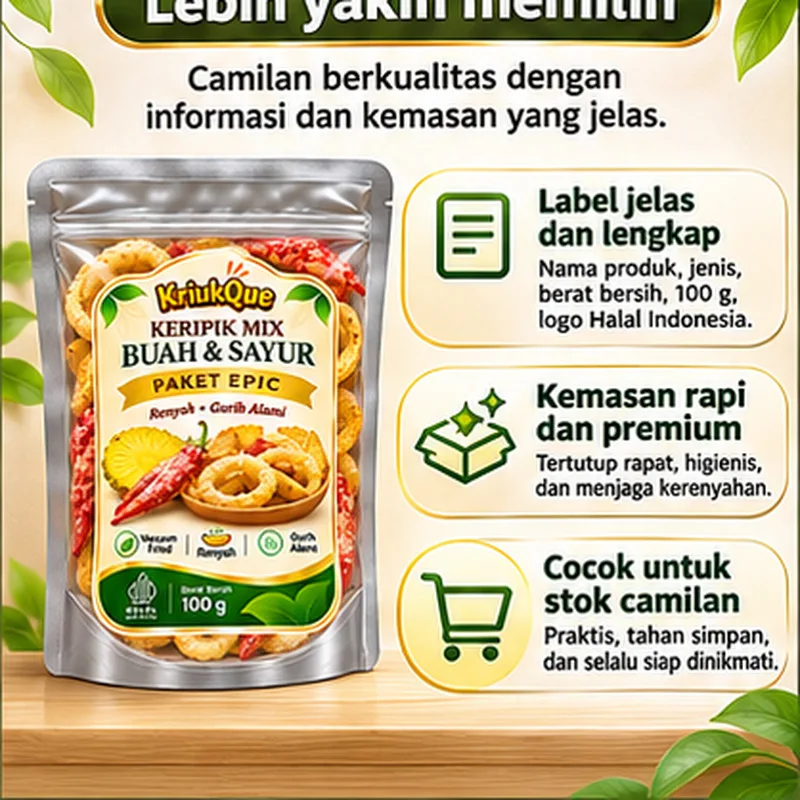 Lebih yakin memilih
Camilan berkualitas dengan
informasi dan kemasan yang jelas.
KriukQue
KERIPIK MIX
BUAH & SAYUR
PAKET EPIC
Renyah • Gurih Alami
Renyah
100 g
Label jelas
dan lengkap
Nama produk, jenis,
berat bersih, 100 g,
logo Halal Indonesia.
Kemasan rapi
dan premium
Tertutup rapat, higienis,
dan menjaga kerenyahan.
Cocok untuk
stok camilan
Praktis, tahan simpan,
dan selalu siap dinikmati.